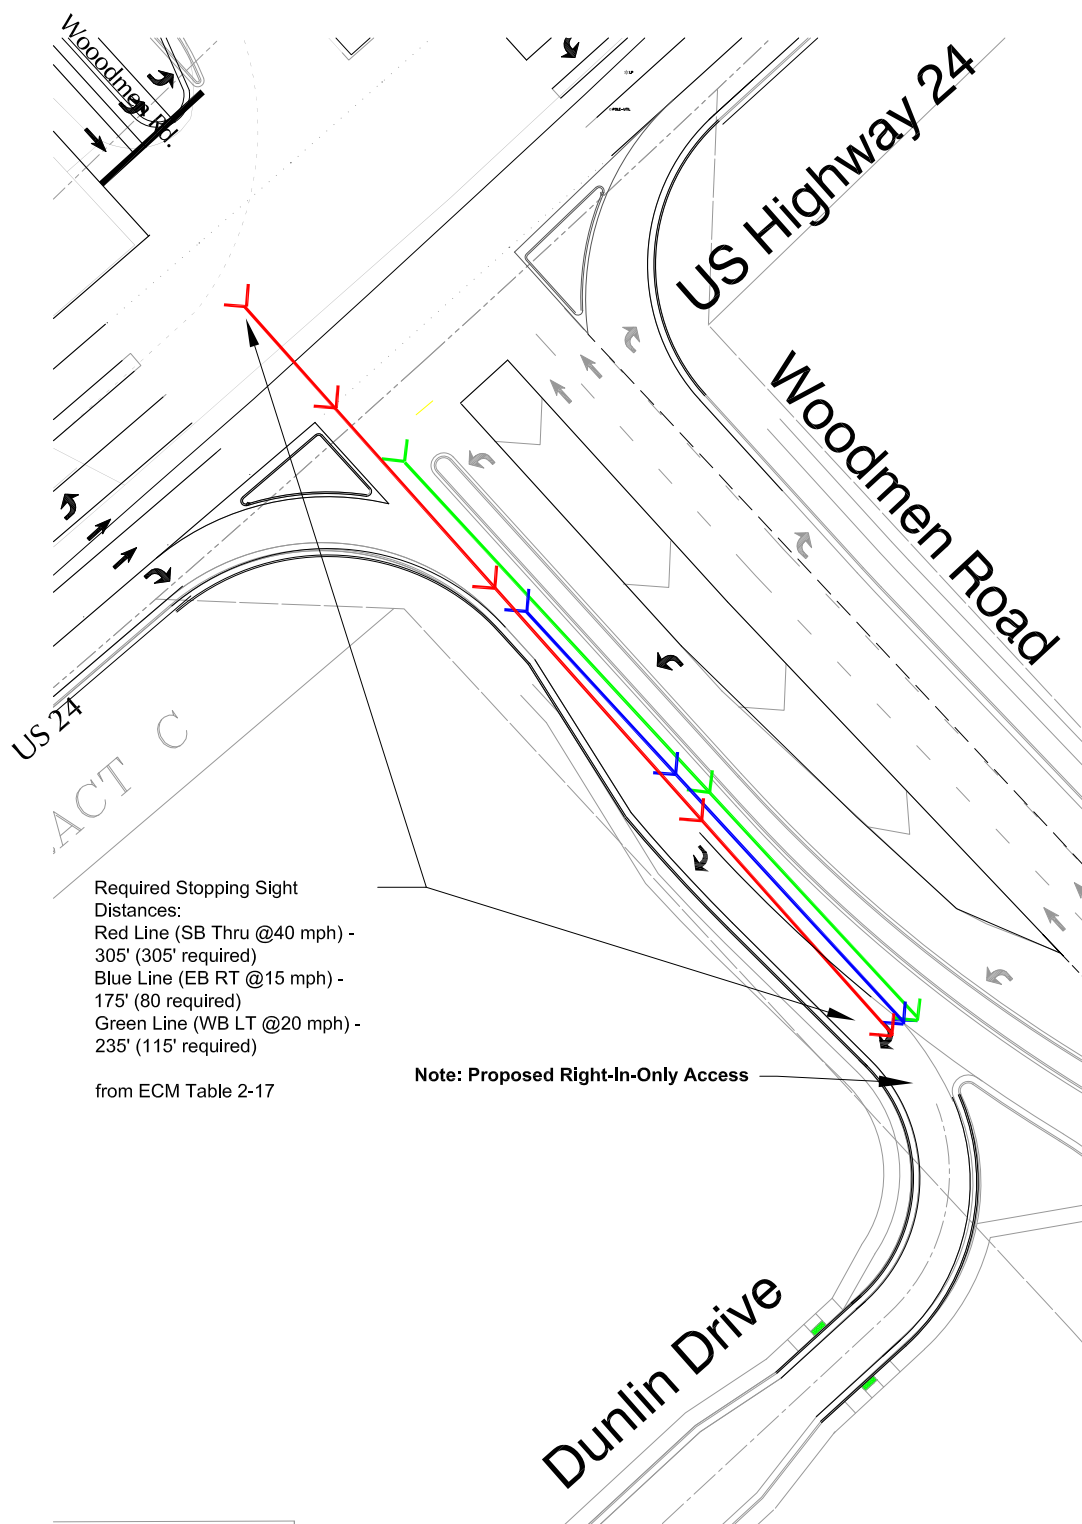 Wooodmen Rd.
US Highway 24
Woodmen Road
US 24
ACT C
Required Stopping Sight
Distances:
Red Line (SB Thru @40 mph) -
305' (305' required)
Blue Line (EB RT @15 mph) -
175' (80 required)
Green Line (WB LT @20 mph) -
235' (115' required)
from ECM Table 2-17
Note: Proposed Right-In-Only Access
Dunlin Drive